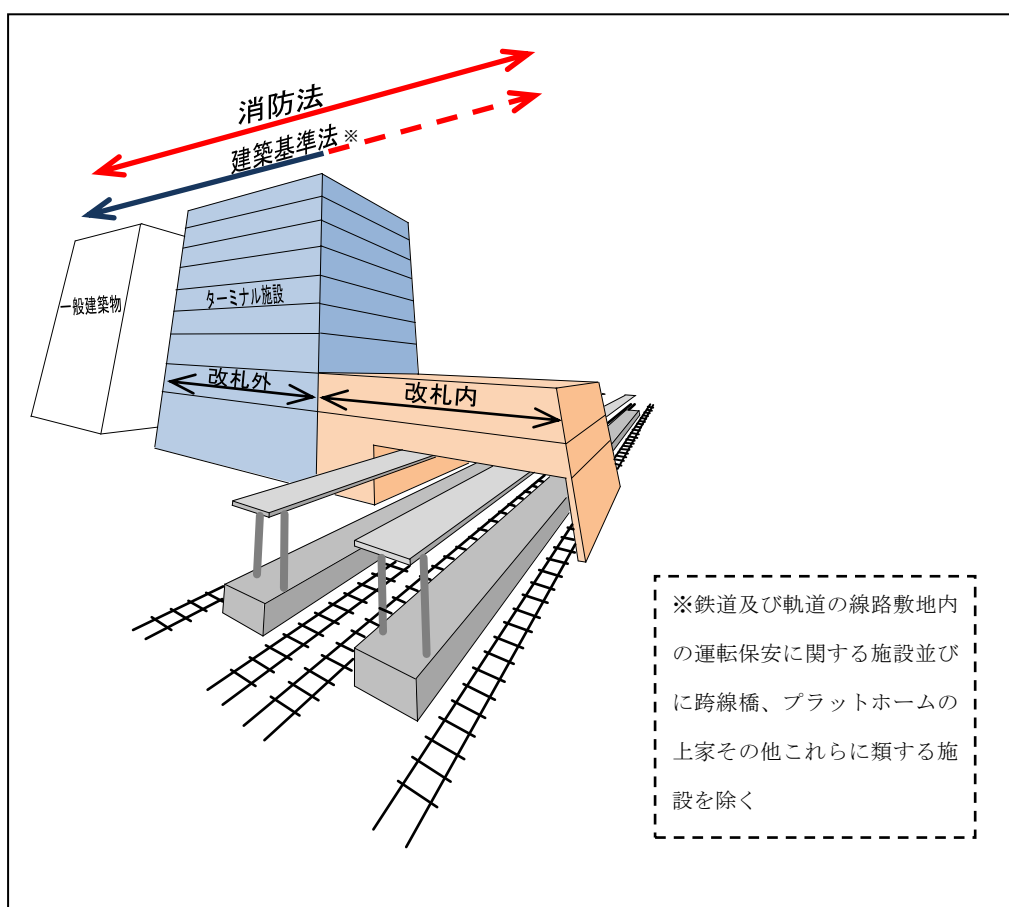 消防法
建築基準法※
一般建築物
ターミナル施設
改札外
改札内
※鉄道及び軌道の線路敷地内
の運転保安に関する施設並び
に跨線橋、プラットホームの
上家その他これらに類する施
設を除く